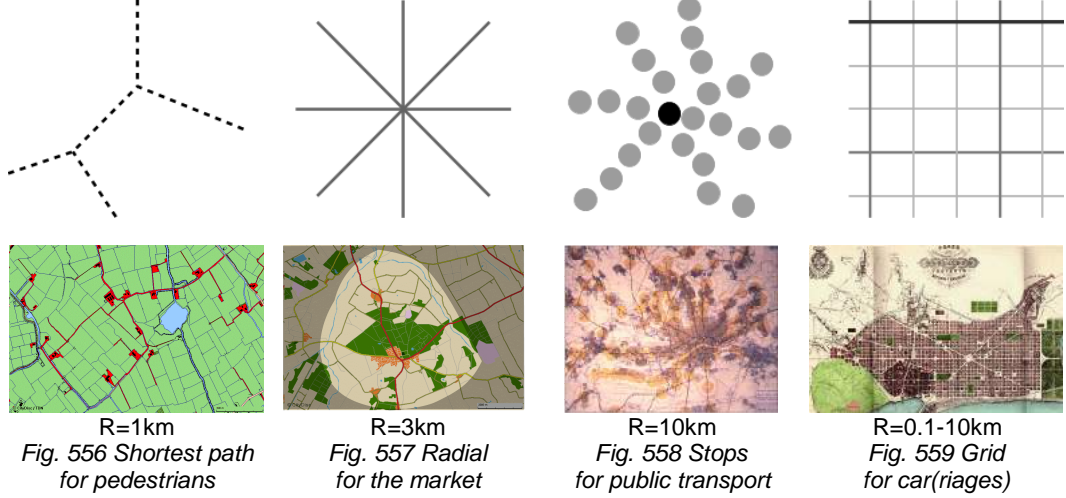 R=1km
Fig. 556 Shortest path
for pedestrians
R=3km
Fig. 557 Radial
for the market
R=10km
Fig. 558 Stops
for public transport
R=0.1-10km
Fig. 559 Grid
for car(riages)